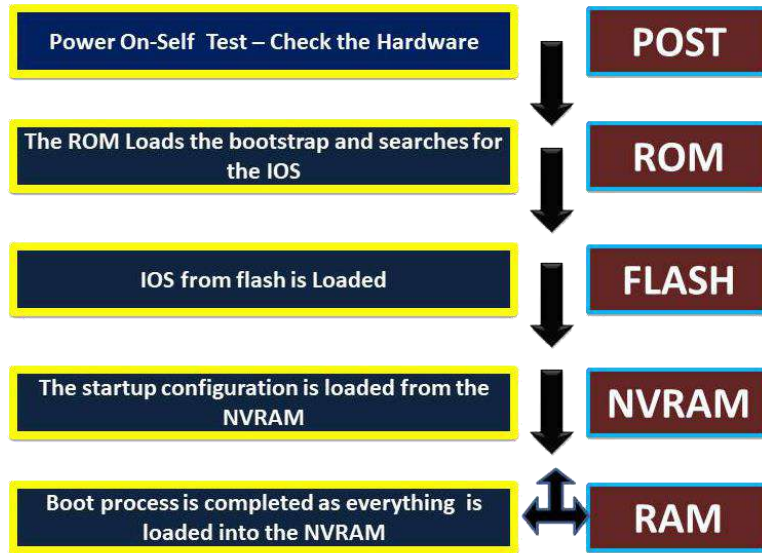 Power On-Self Test – Check the Hardware
POST
The ROM Loads the bootstrap and searches for
the IOS
ROM
IOS from flash is Loaded
FLASH
The startup configuration is loaded from the
NVRAM
NVRAM
Boot process is completed as everything is
loaded into the NVRAM
RAM